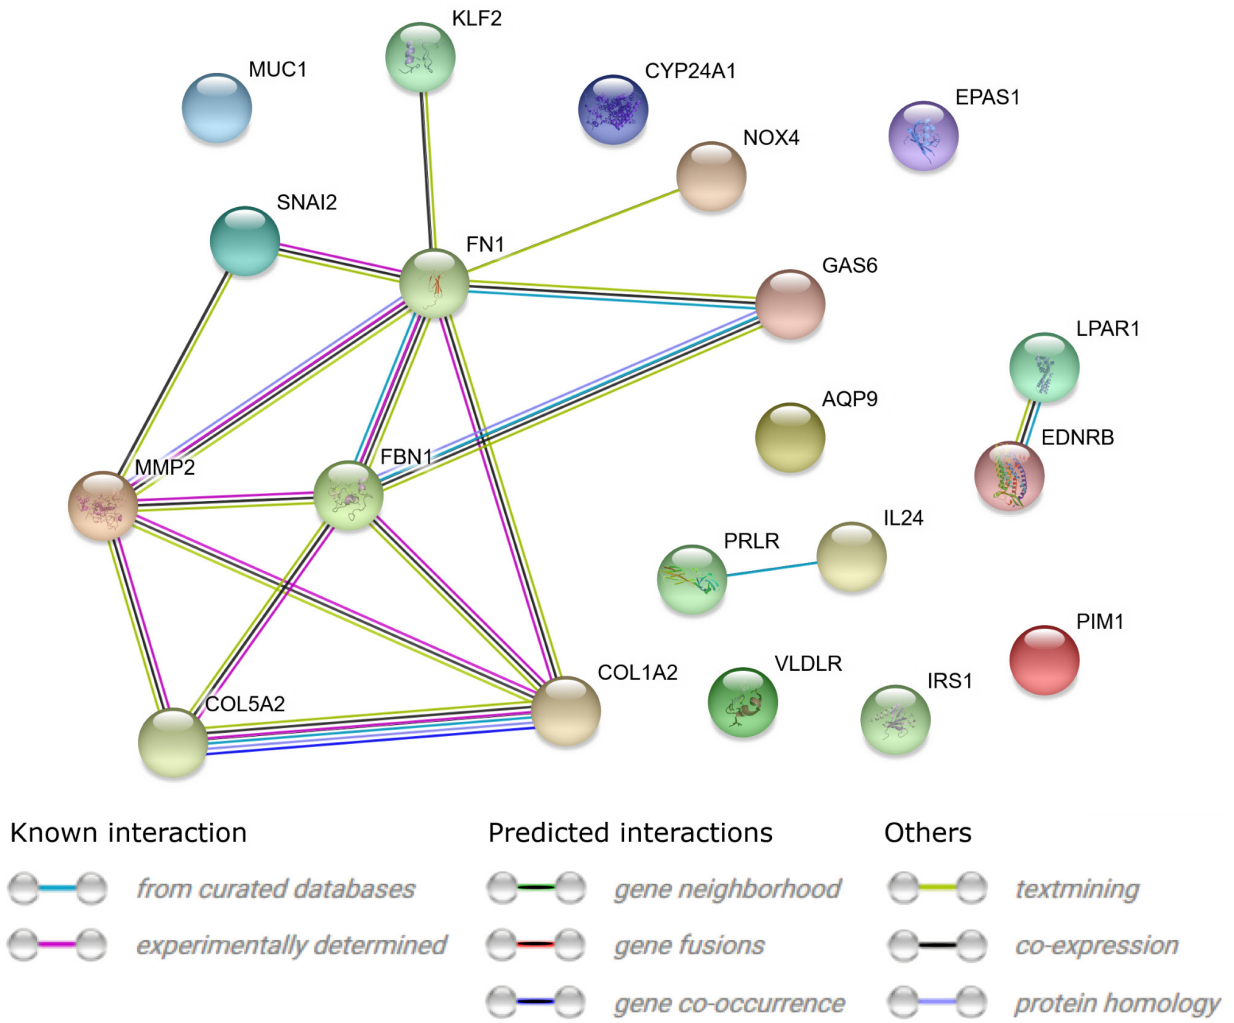 KLF2
MUC1
CYP24A1
EPAS1
NOX4
SNAI2
FN1
GAS6
LPAR1
AQP9
EDNRB
FBN1
MMP2
IL24
PRLR
PIM1
VLDLR
COL1A2
IRS1
COL5A2
Known interaction
Predicted interactions
Others
from curated databases
gene neighborhood
textmining
experimentally determined
gene fusions
co-expression
gene co-occurrence
protein homology